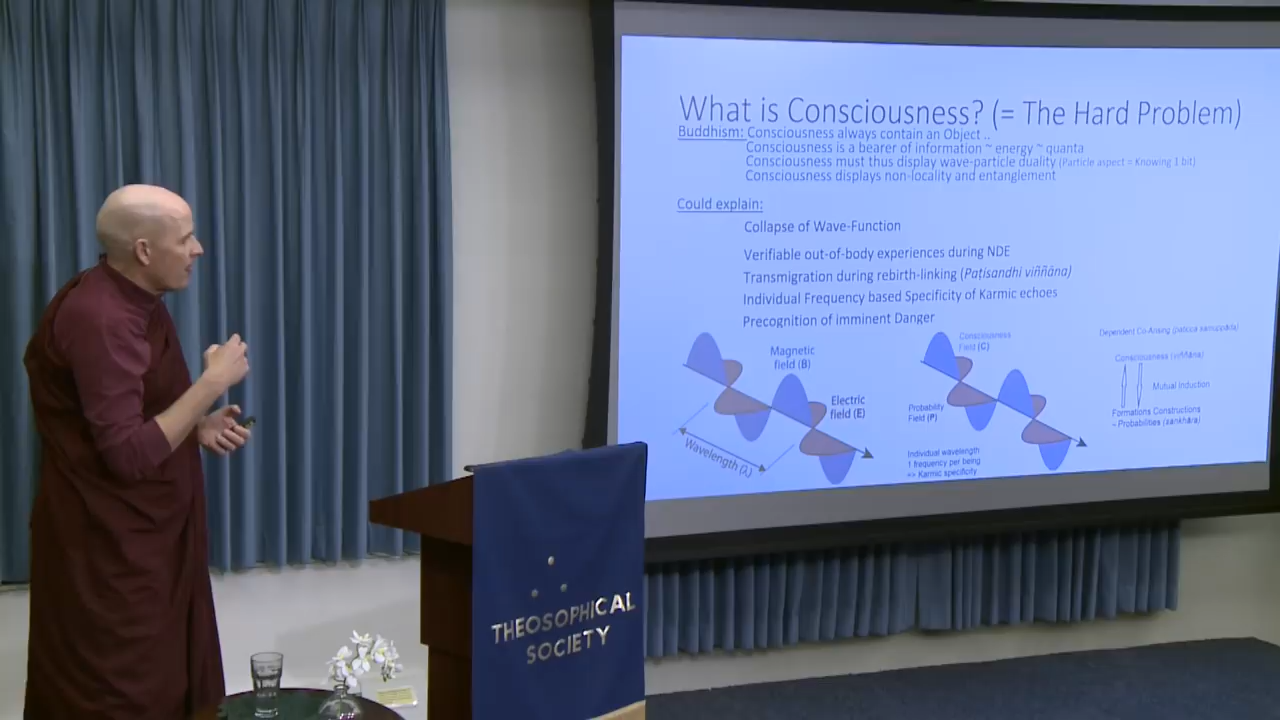 What is Consciousness? (= The Hard Problem)
Buddhism: Consciousness always contain an Object ..
Consciousness is a bearer of information ~ energy ~ quanta
Consciousness must thus display wave-particle duality (Particle aspect = Knowing 1 bit)
Consciousness displays non-locality and entanglement
Could explain:
Collapse of Wave-Function
Verifiable out-of-body experiences during NDE
Transmigration during rebirth-linking (Paṭisandhi viññāna)
Individual Frequency based Specificity of Karmic echoes
Precognition of imminent Danger
Magnetic
field (B)
Electric
field (E)
Wavelength (λ)
Consciousness
Field (C)
Probability
Field (P)
Individual wavelength
1 frequency per being
=> Karmic specificity
Dependent Co-Arising (paticca samuppāda)
Consciousness (viññāna)
Mutual Induction
Formations Constructions
~ Probabilities (sankhāra)
THEOSOPHICAL
SOCIETY